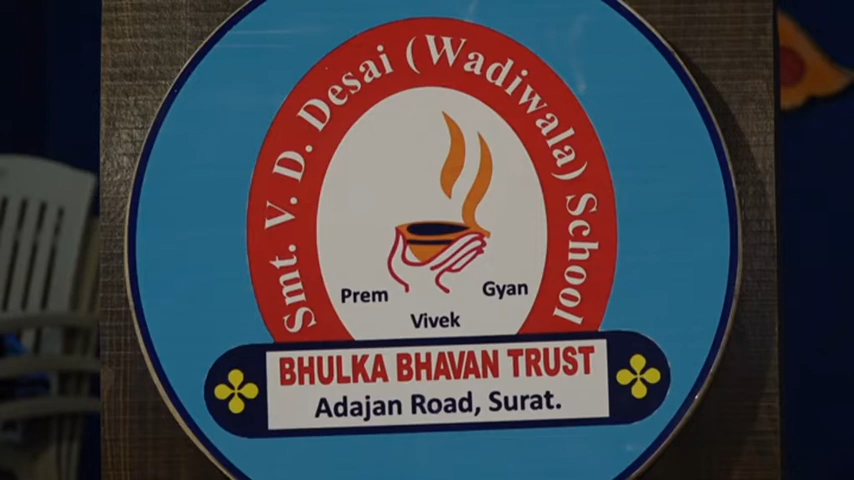 Smt. V. D. Desai (Wadiwala) School
Prem
Gyan
Vivek
BHULKA BHAVAN TRUST
Adajan Road, Surat.